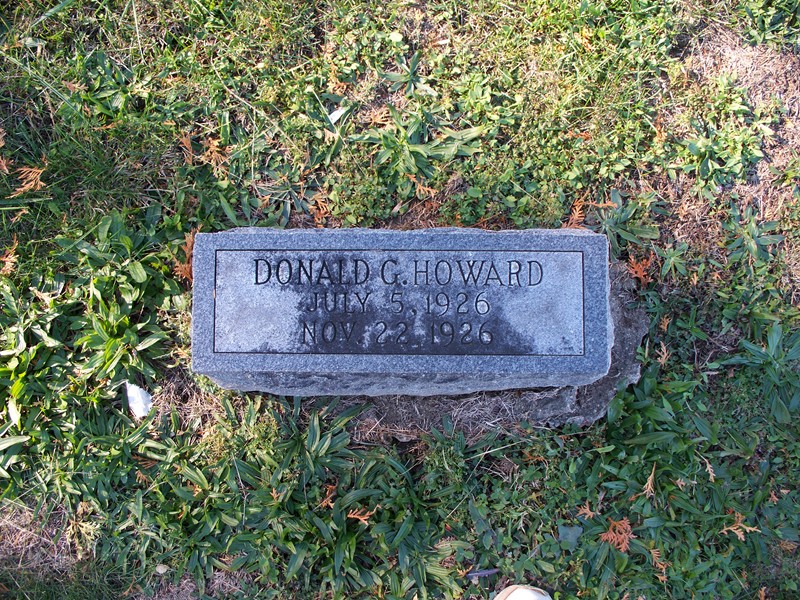 DONALD G. HOWARD
JULY 5, 1926
NOV. 22, 1926